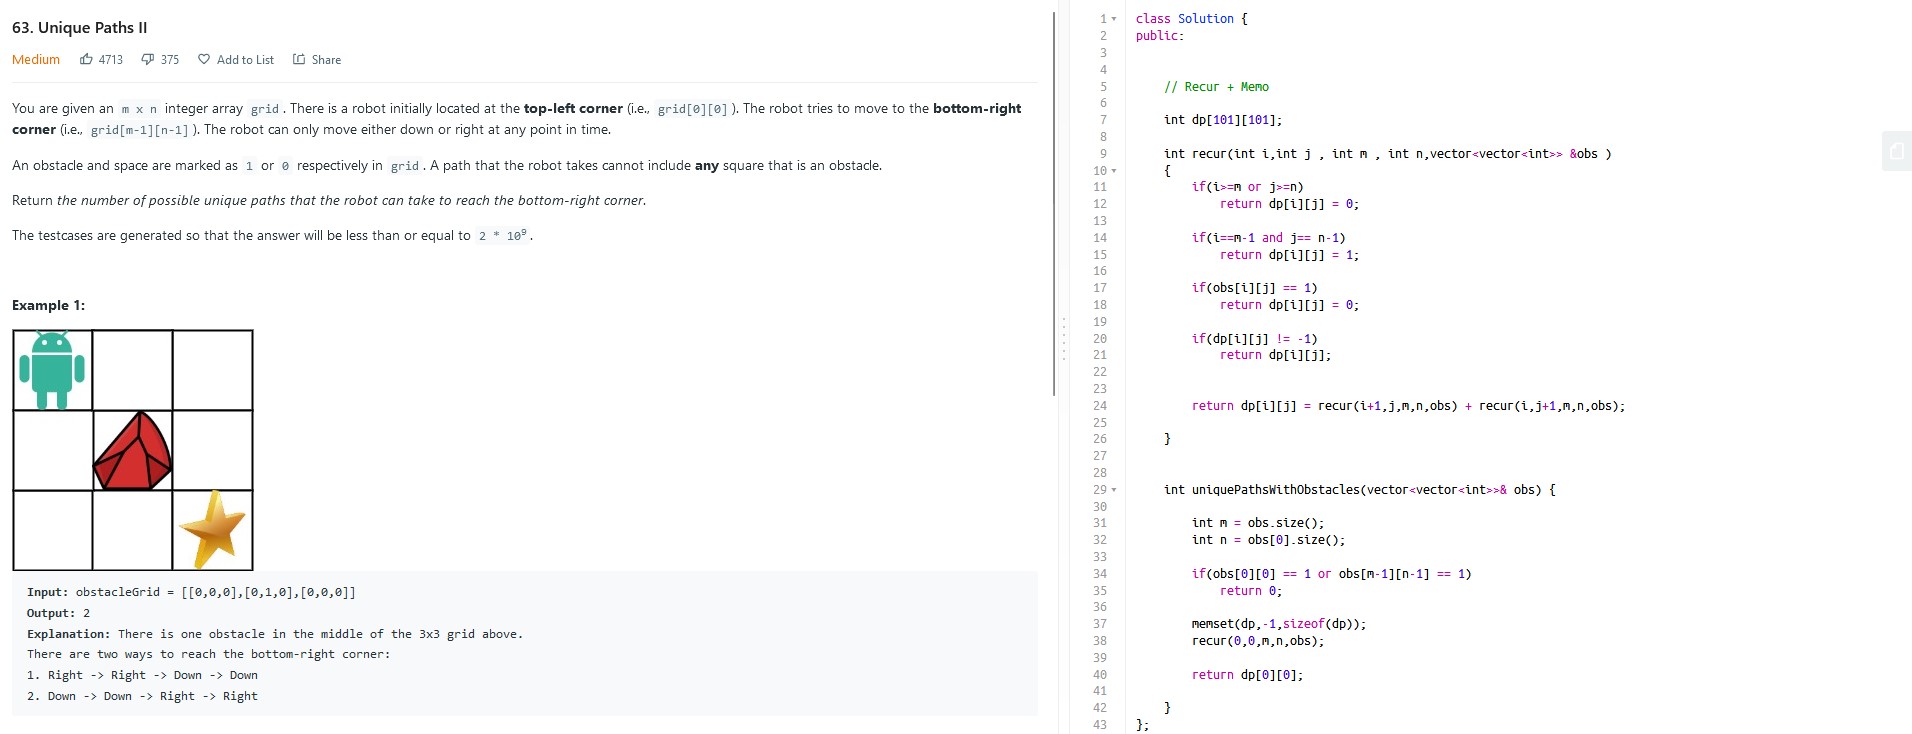 63. Unique Paths II
Medium 4713 375 Add to List Share
You are given an m x n integer array grid. There is a robot initially located at the top-left corner (i.e., grid[0][0]). The robot tries to move to the bottom-right
corner (i.e., grid[m-1][n-1]). The robot can only move either down or right at any point in time.
An obstacle and space are marked as 1 or 0 respectively in grid. A path that the robot takes cannot include any square that is an obstacle.
Return the number of possible unique paths that the robot can take to reach the bottom-right corner.
The testcases are generated so that the answer will be less than or equal to 2 * 10⁹.
Example 1:
Input: obstacleGrid = [[0,0,0],[0,1,0],[0,0,0]]
Output: 2
Explanation: There is one obstacle in the middle of the 3x3 grid above.
There are two ways to reach the bottom-right corner:
1. Right -> Right -> Down -> Down
2. Down -> Down -> Right -> Right
1 class Solution {
2 public:
3
4
5 // Recur + Memo
6
7 int dp[101][101];
8
9 int recur(int i,int j , int m , int n,vector<vector<int>> &obs )
10 {
11 if(i>=m or j>=n)
12 return dp[i][j] = 0;
13
14 if(i==m-1 and j== n-1)
15 return dp[i][j] = 1;
16
17 if(obs[i][j] == 1)
18 return dp[i][j] = 0;
19
20 if(dp[i][j] != -1)
21 return dp[i][j];
22
23
24 return dp[i][j] = recur(i+1,j,m,n,obs) + recur(i,j+1,m,n,obs);
25
26 }
27
28
29 int uniquePathsWithObstacles(vector<vector<int>>& obs) {
30
31 int m = obs.size();
32 int n = obs[0].size();
33
34 if(obs[0][0] == 1 or obs[m-1][n-1] == 1)
35 return 0;
36
37 memset(dp,-1,sizeof(dp));
38 recur(0,0,m,n,obs);
39
40 return dp[0][0];
41
42 }
43 };